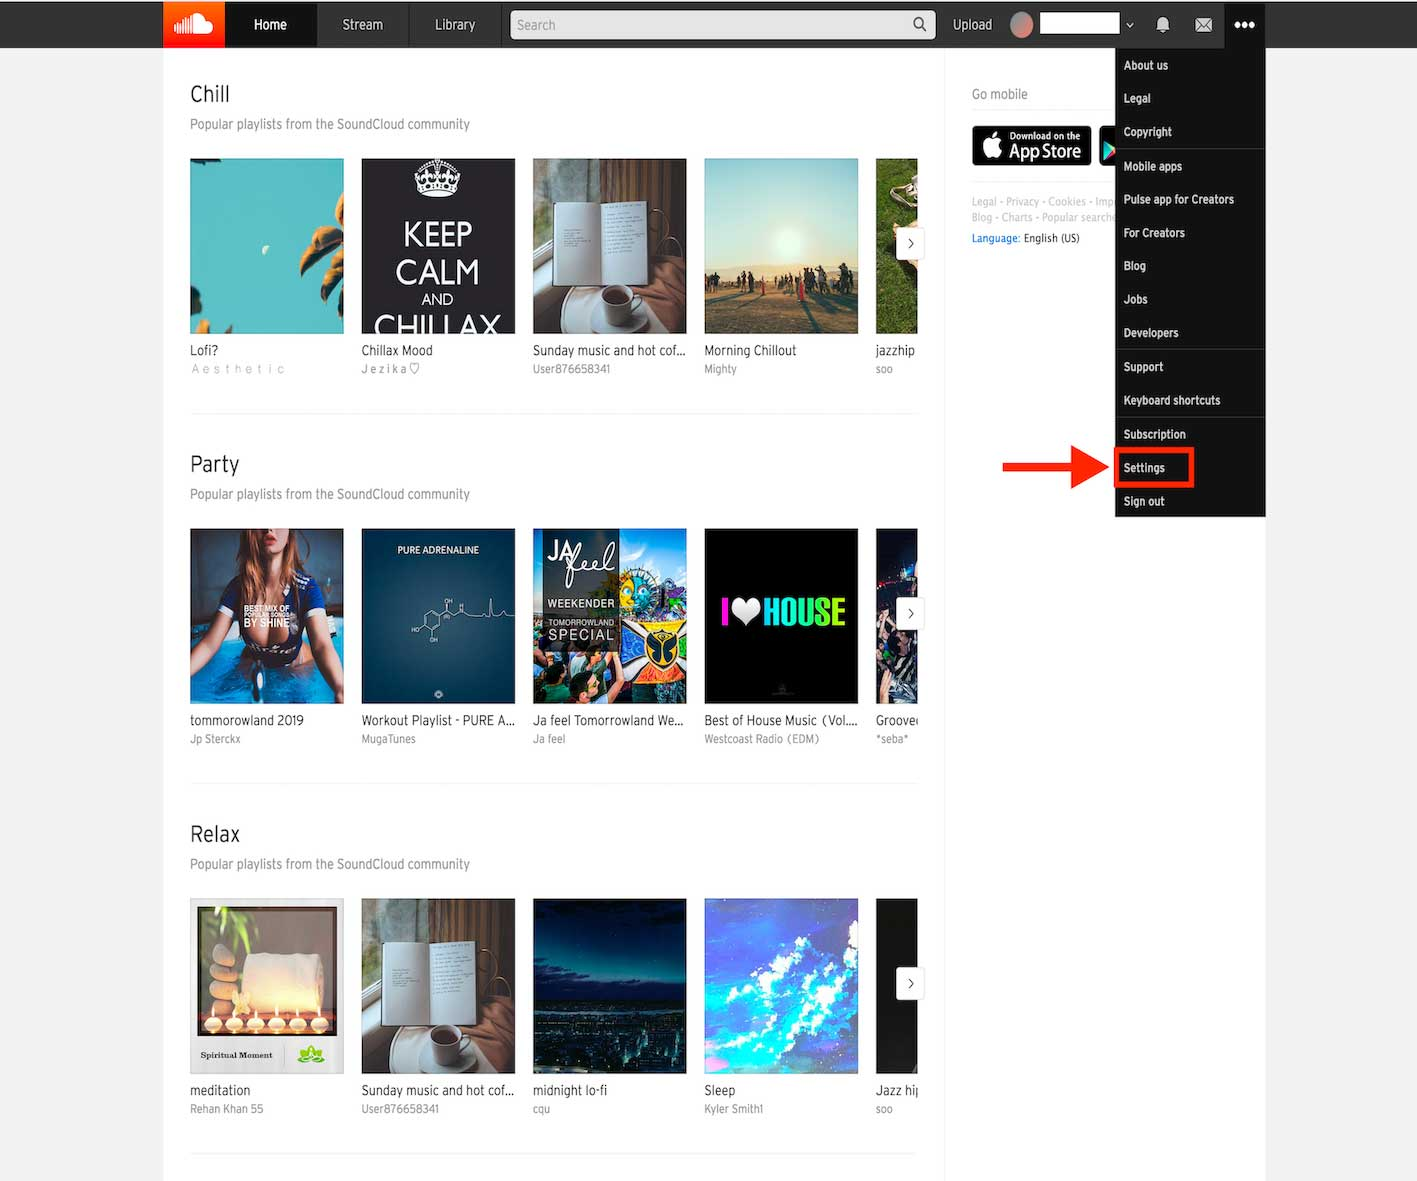 Home
Stream
Library
Search
Upload
About us
Legal
Copyright
Mobile apps
Pulse app for Creators
For Creators
Blog
Jobs
Developers
Support
Keyboard shortcuts
Subscription
Settings
Sign out
Go mobile
Download on the
App Store
Legal - Privacy - Cookies - Imp
Blog - Charts - Popular searche
Language: English (US)
Chill
Popular playlists from the SoundCloud community
KEEP
CALM
AND
CHILLAX
Lofi?
Aesthetic
Chillax Mood
Jezika♡
Sunday music and hot cof...
User876658341
Morning Chillout
Mighty
jazzhip
soo
Party
Popular playlists from the SoundCloud community
BEST MIX OF
POPULAR SONGS
BY SHINE
PURE ADRENALINE
OH
HO
OH
JA
feel
WEEKENDER
TOMORROWLAND
SPECIAL
I HOUSE
tommorowland 2019
Jp Sterckx
Workout Playlist - PURE A...
MugaTunes
Ja feel Tomorrowland We...
Ja feel
Best of House Music (Vol....
Westcoast Radio (EDM)
Groove
*seba*
Relax
Popular playlists from the SoundCloud community
Spiritual Moment
meditation
Rehan Khan 55
Sunday music and hot cof...
User876658341
midnight lo-fi
cqu
Sleep
Kyler Smith1
Jazz hip
soo